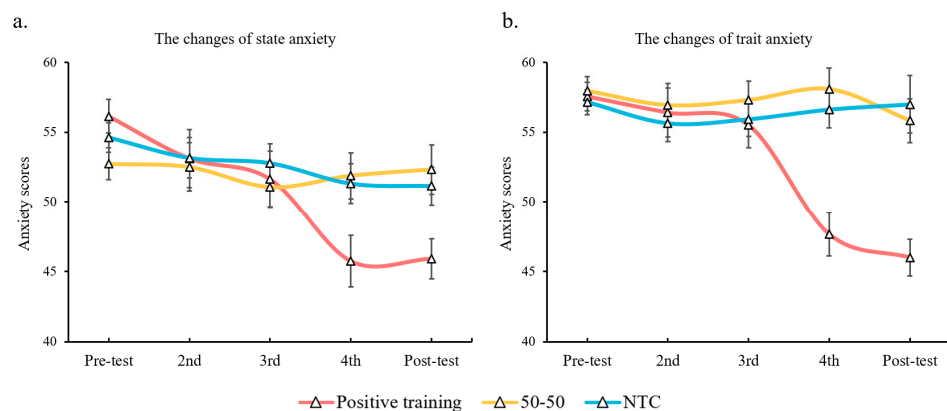 a.
The changes of state anxiety
Anxiety scores
60
55
50
45
40
Pre-test 2nd 3rd 4th Post-test
b.
The changes of trait anxiety
Anxiety scores
60
55
50
45
40
Pre-test 2nd 3rd 4th Post-test
Positive training 50-50 NTC